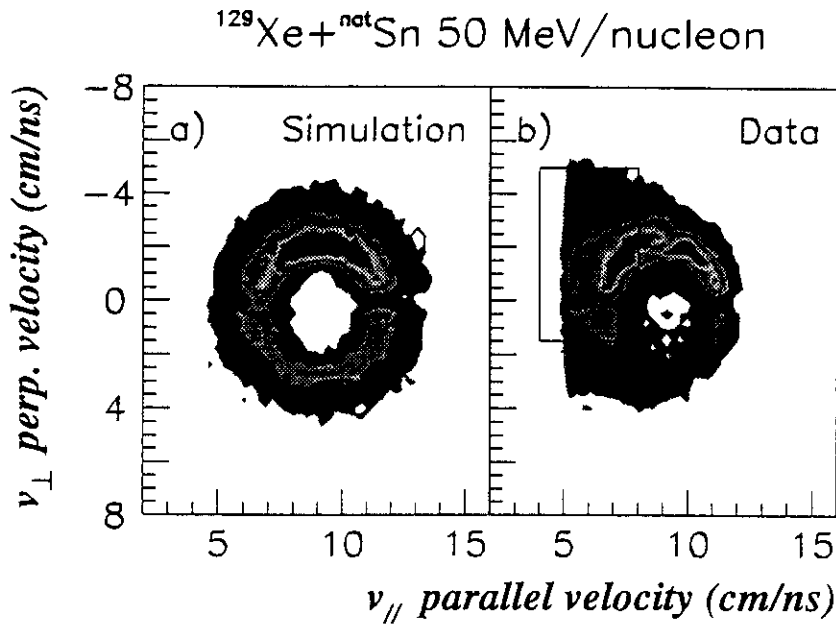 ¹²⁹Xe+ⁿᵃᵗSn 50 MeV/nucleon
-8
-4
0
4
8
v⊥ perp. velocity (cm/ns)
a) Simulation
b) Data
5 10 15
5 10 15
v// parallel velocity (cm/ns)